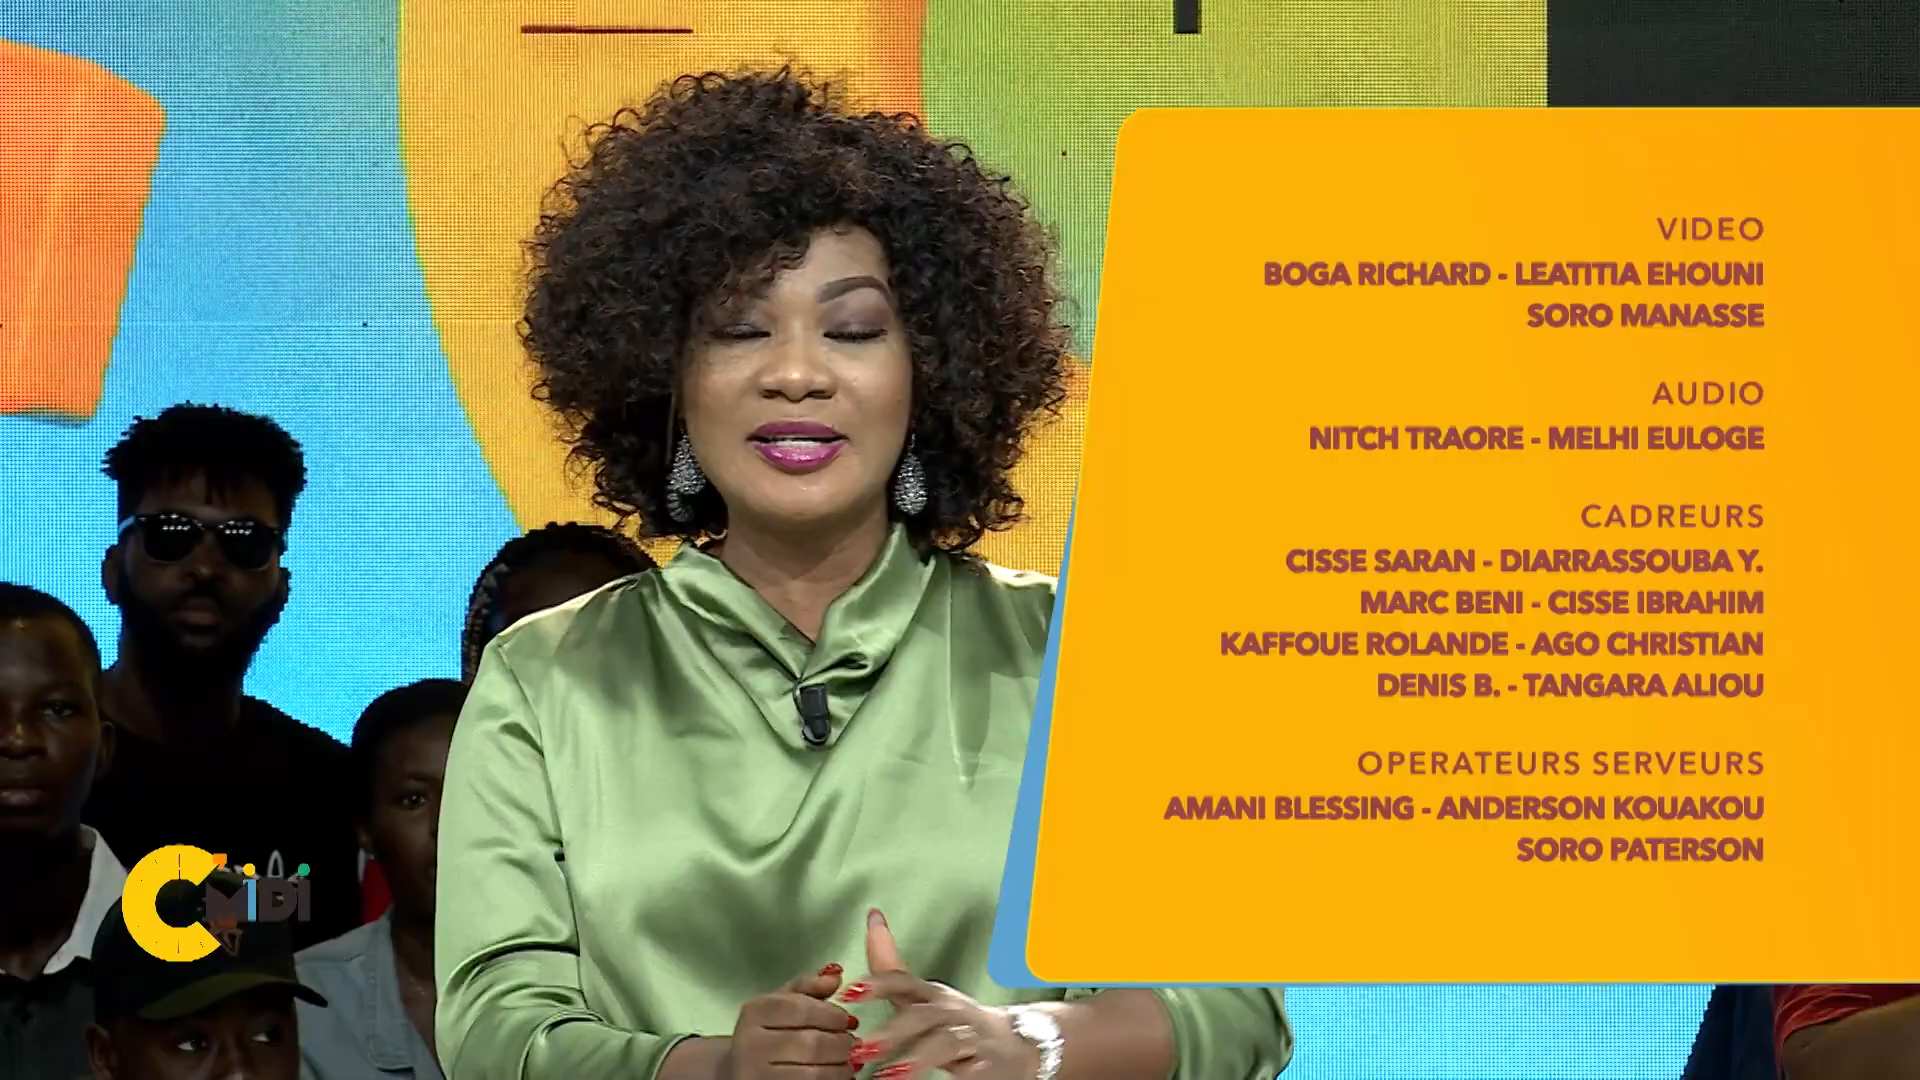 VIDEO
BOGA RICHARD - LEATITIA EHOUNI
SORO MANASSE
AUDIO
NITCH TRAORE - MELHI EULOGE
CADREURS
CISSE SARAN - DIARRASSOUBA Y.
MARC BENI - CISSE IBRAHIM
KAFFOUE ROLANDE - AGO CHRISTIAN
DENIS B. - TANGARA ALIOU
OPERATEURS SERVEURS
AMANI BLESSING - ANDERSON KOUAKOU
SORO PATERSON
C MiDi